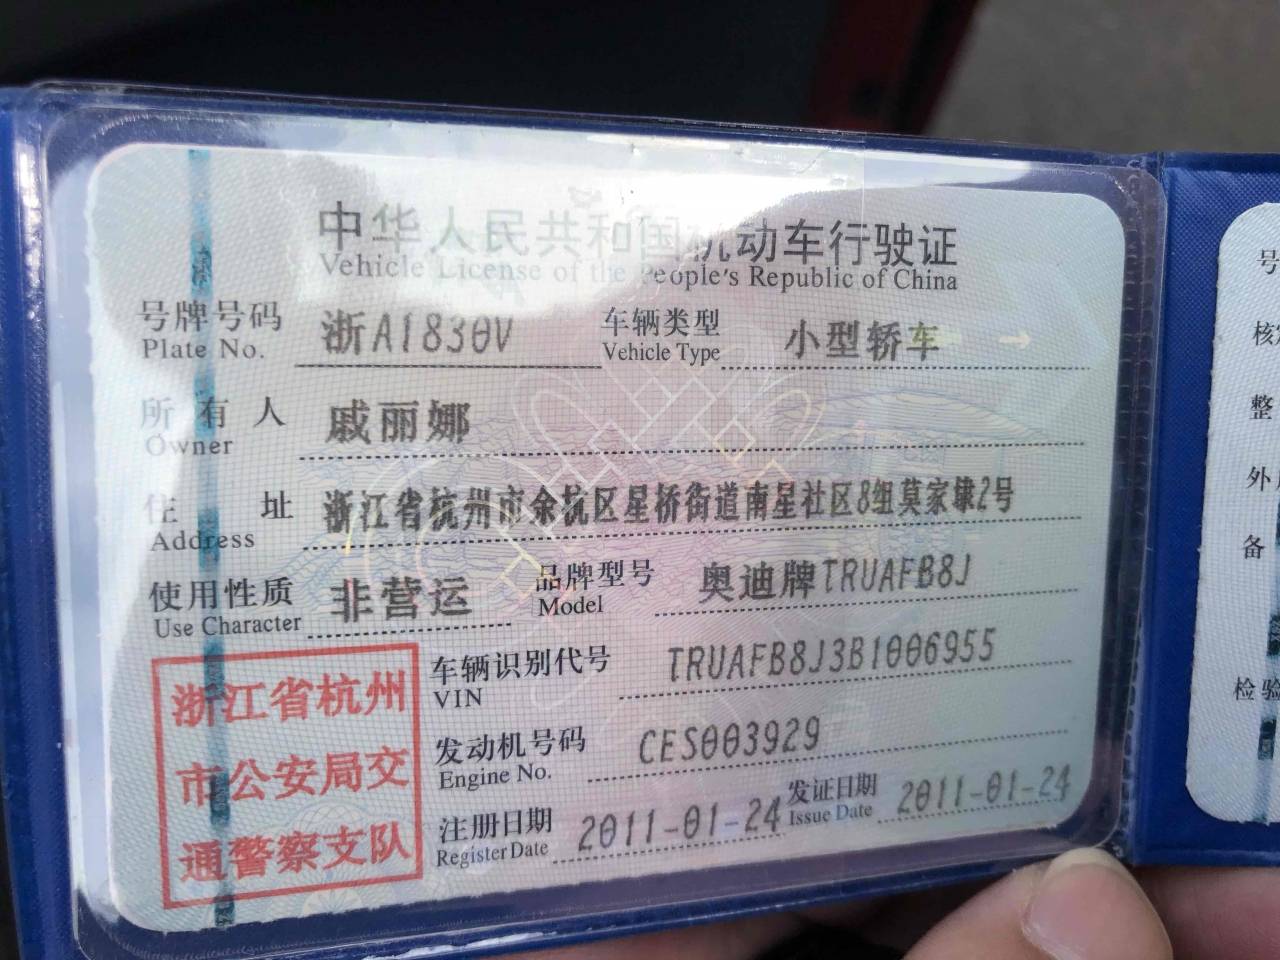 中华人民共和国机动车行驶证
Vehicle License of the People's Republic of China
号牌号码 浙A1830V 车辆类型 小型轿车
Plate No. Vehicle Type
所有人 戚丽娜
Owner
住址 浙江省杭州市余杭区星桥街道南星社区8组莫家埭2号
Address
使用性质 非营运 品牌型号 奥迪牌TRUAFB8J
Use Character Model
车辆识别代号 TRUAFB8J3B1006955
VIN
发动机号码 CES003929
Engine No.
注册日期 2011-01-24 发证日期 2011-01-24
Register Date Issue Date
浙江省杭州
市公安局交
通警察支队
号
核
整
外
备
检验